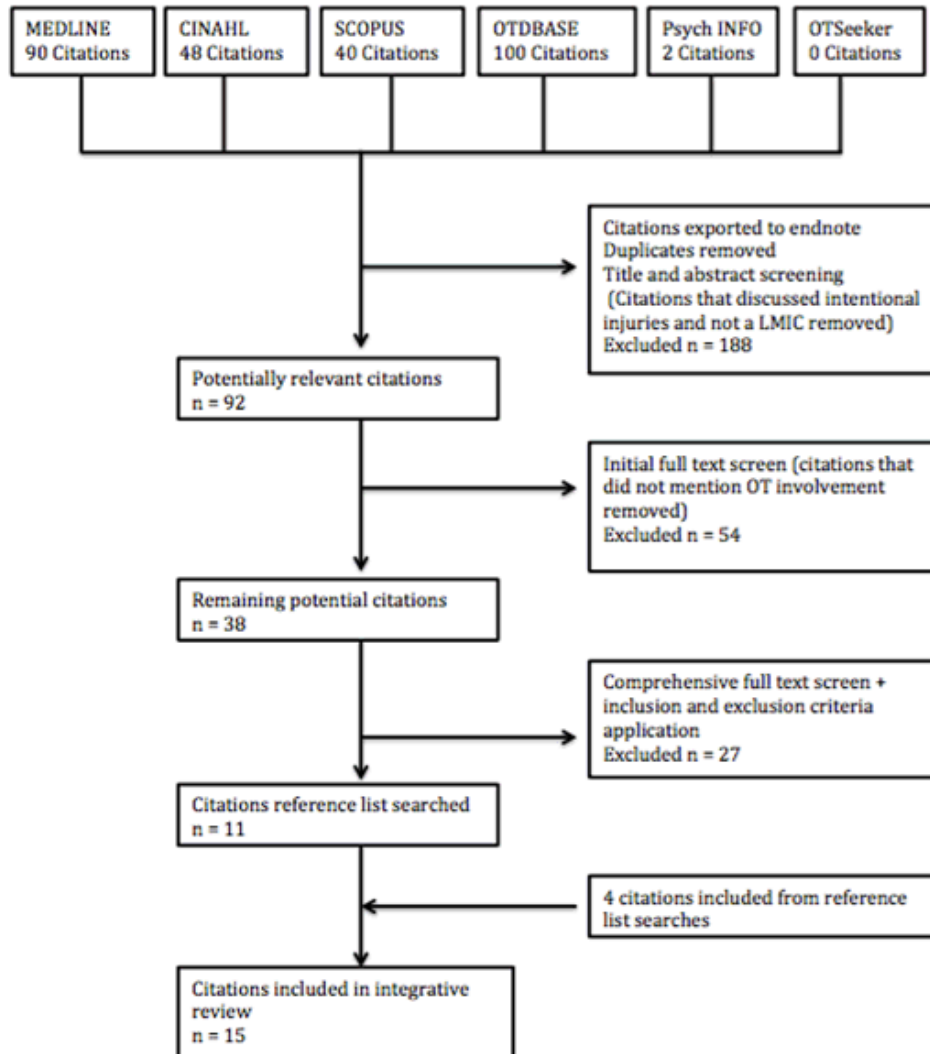 MEDLINE
90 Citations
CINAHL
48 Citations
SCOPUS
40 Citations
OTDBASE
100 Citations
Psych INFO
2 Citations
OTSeeker
0 Citations
Citations exported to endnote
Duplicates removed
Title and abstract screening
(Citations that discussed intentional
injuries and not a LMIC removed)
Excluded n = 188
Potentially relevant citations
n = 92
Initial full text screen (citations that
did not mention OT involvement
removed)
Excluded n = 54
Remaining potential citations
n = 38
Comprehensive full text screen +
inclusion and exclusion criteria
application
Excluded n = 27
Citations reference list searched
n = 11
4 citations included from reference
list searches
Citations included in integrative
review
n = 15